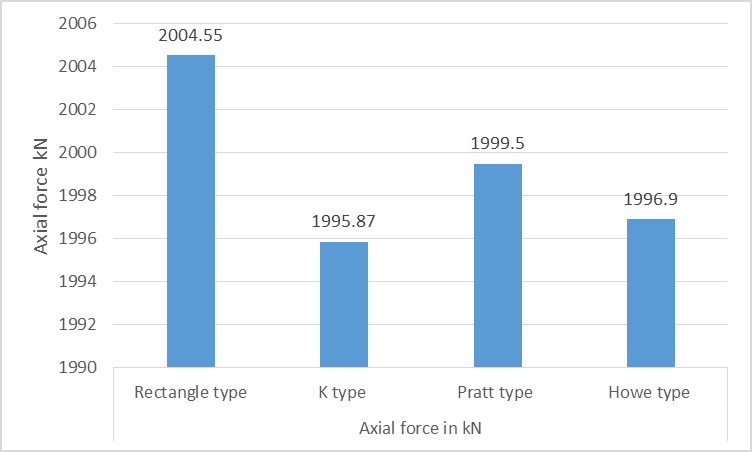 2006
2004
2002
2000
1998
1996
1994
1992
1990
Axial force kN
2004.55
1995.87
1999.5
1996.9
Rectangle type
K type
Pratt type
Howe type
Axial force in kN